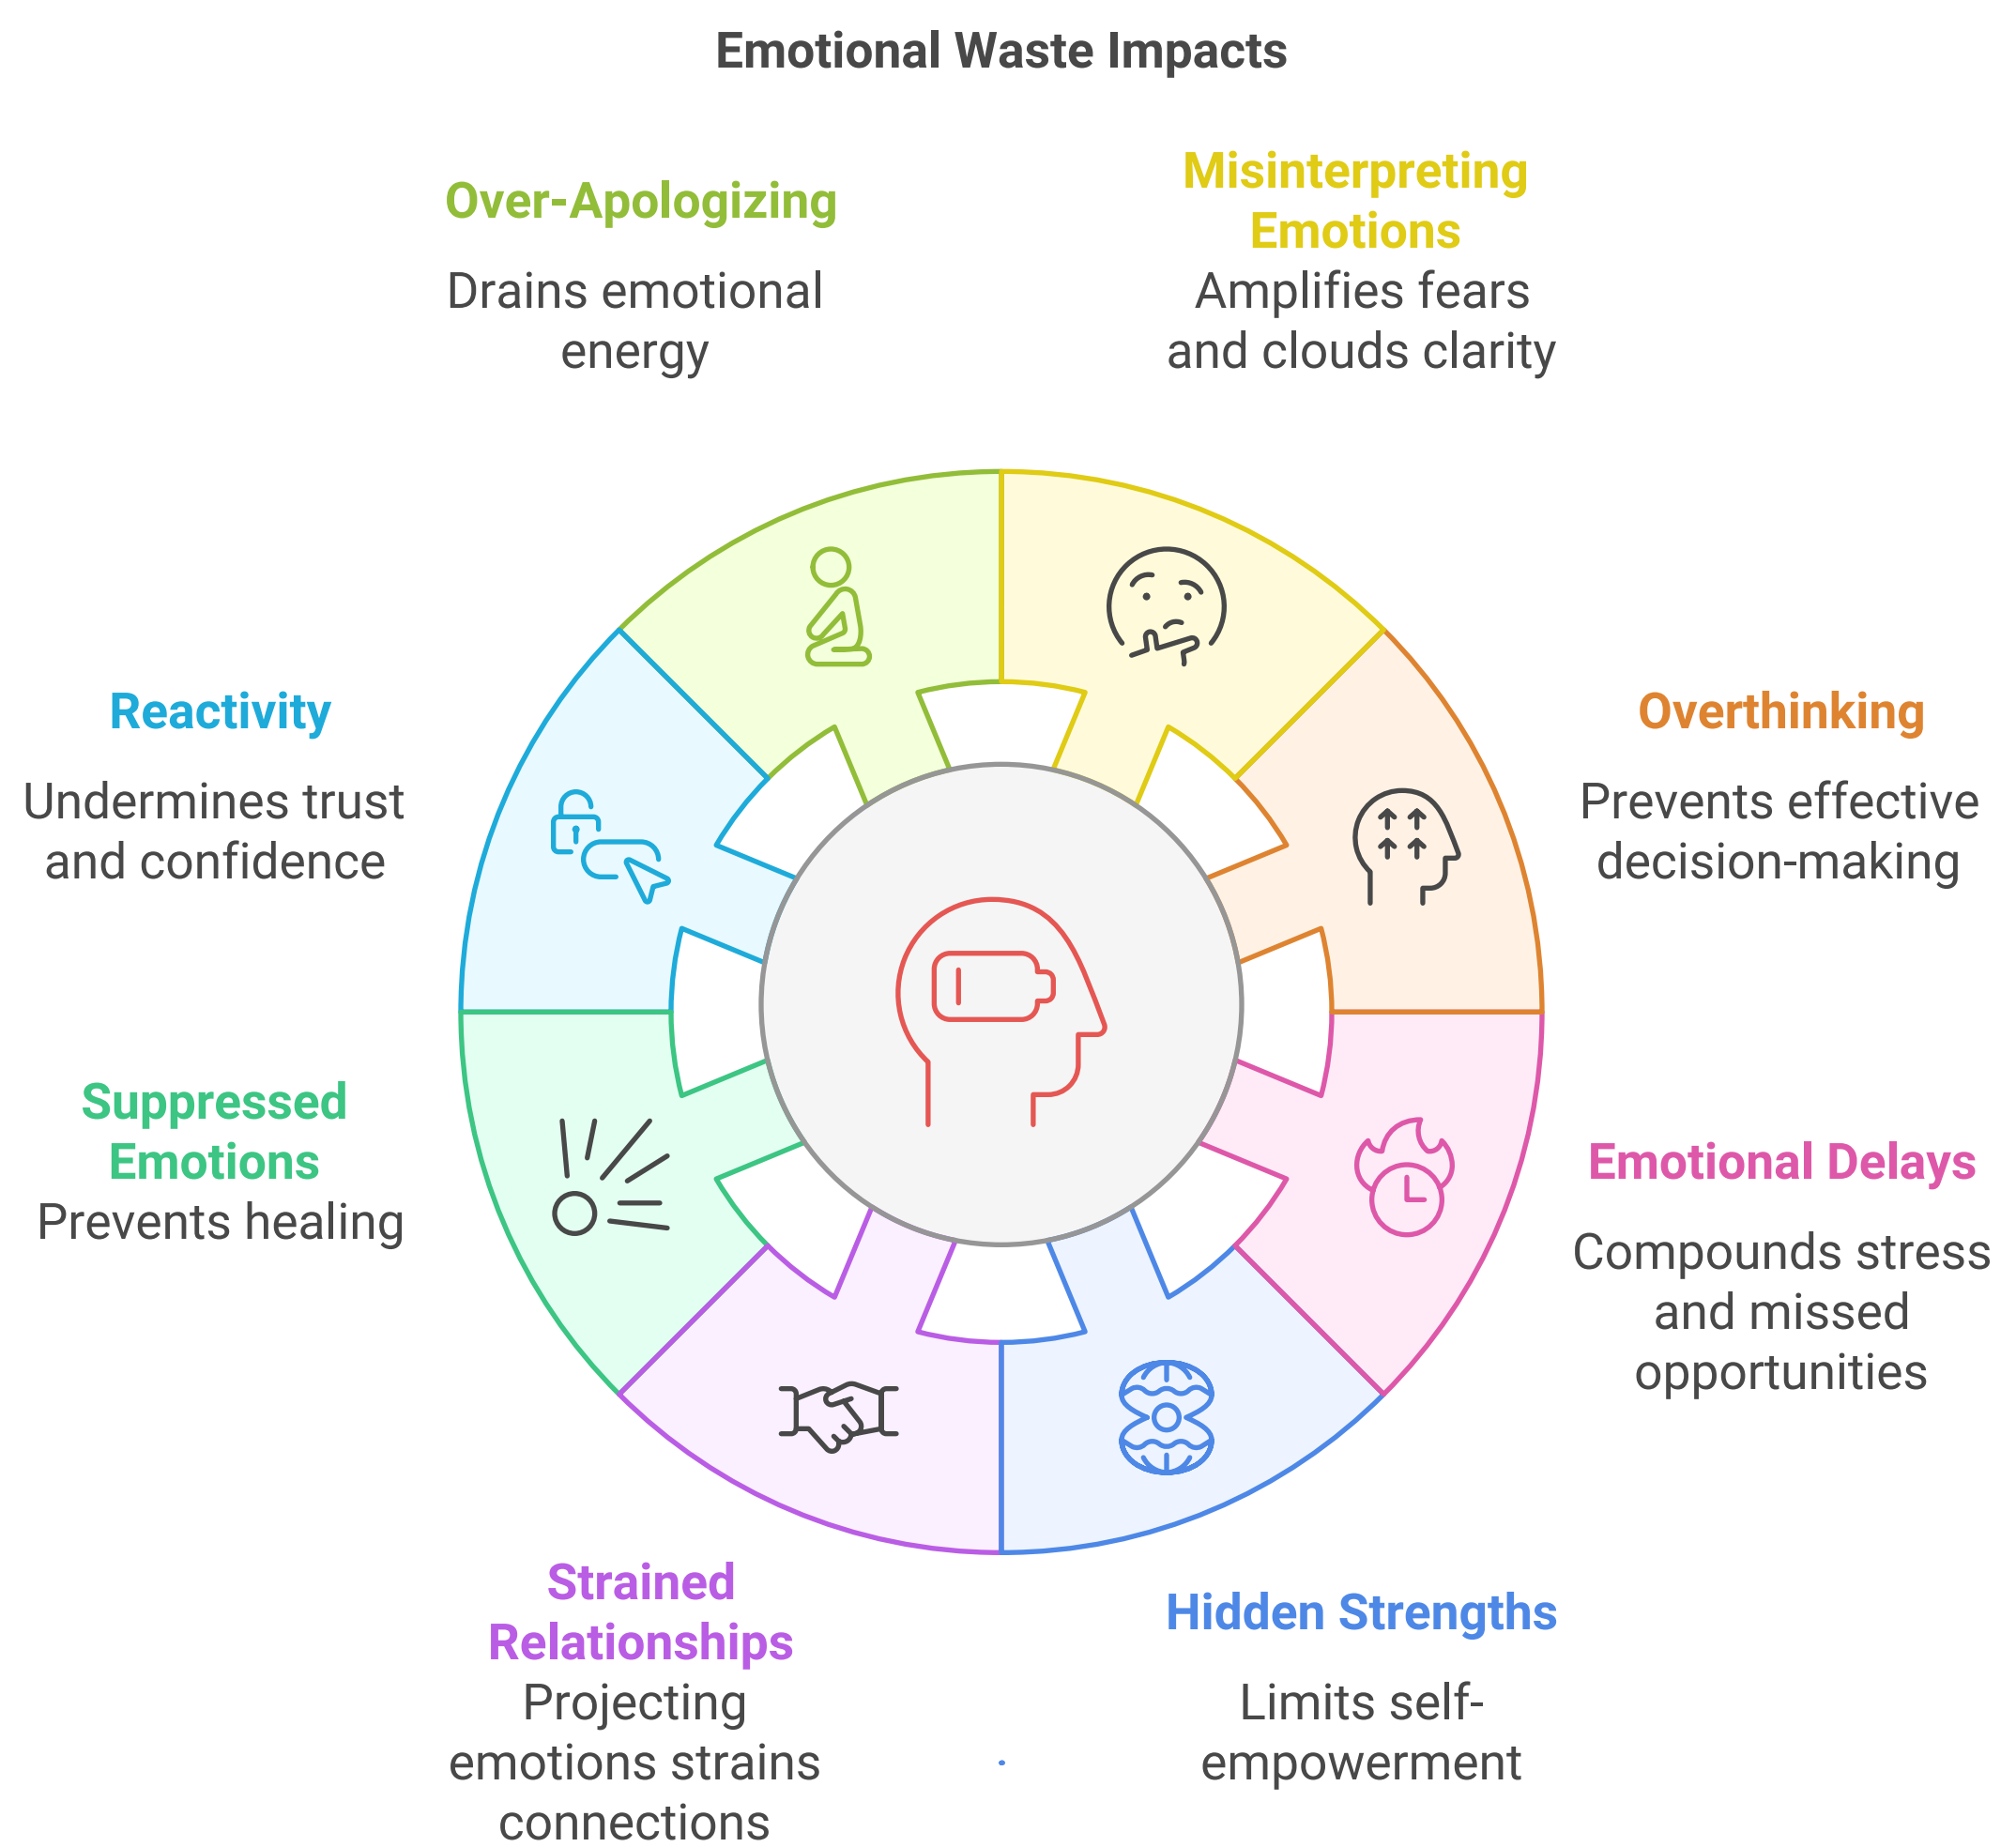 Emotional Waste Impacts
Over-Apologizing
Drains emotional
energy
Misinterpreting
Emotions
Amplifies fears
and clouds clarity
Reactivity
Undermines trust
and confidence
Overthinking
Prevents effective
decision-making
Suppressed
Emotions
Prevents healing
Emotional Delays
Compounds stress
and missed
opportunities
Strained
Relationships
Projecting
emotions strains
connections
Hidden Strengths
Limits self-
empowerment